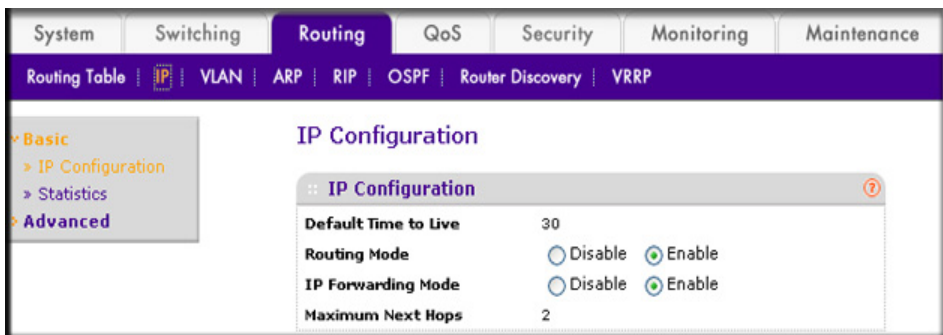 System Switching Routing QoS Security Monitoring Maintenance
Routing Table | IP | VLAN | ARP | RIP | OSPF | Router Discovery | VRRP
Basic
» IP Configuration
» Statistics
Advanced
IP Configuration
IP Configuration ?
Default Time to Live 30
Routing Mode Disable Enable
IP Forwarding Mode Disable Enable
Maximum Next Hops 2